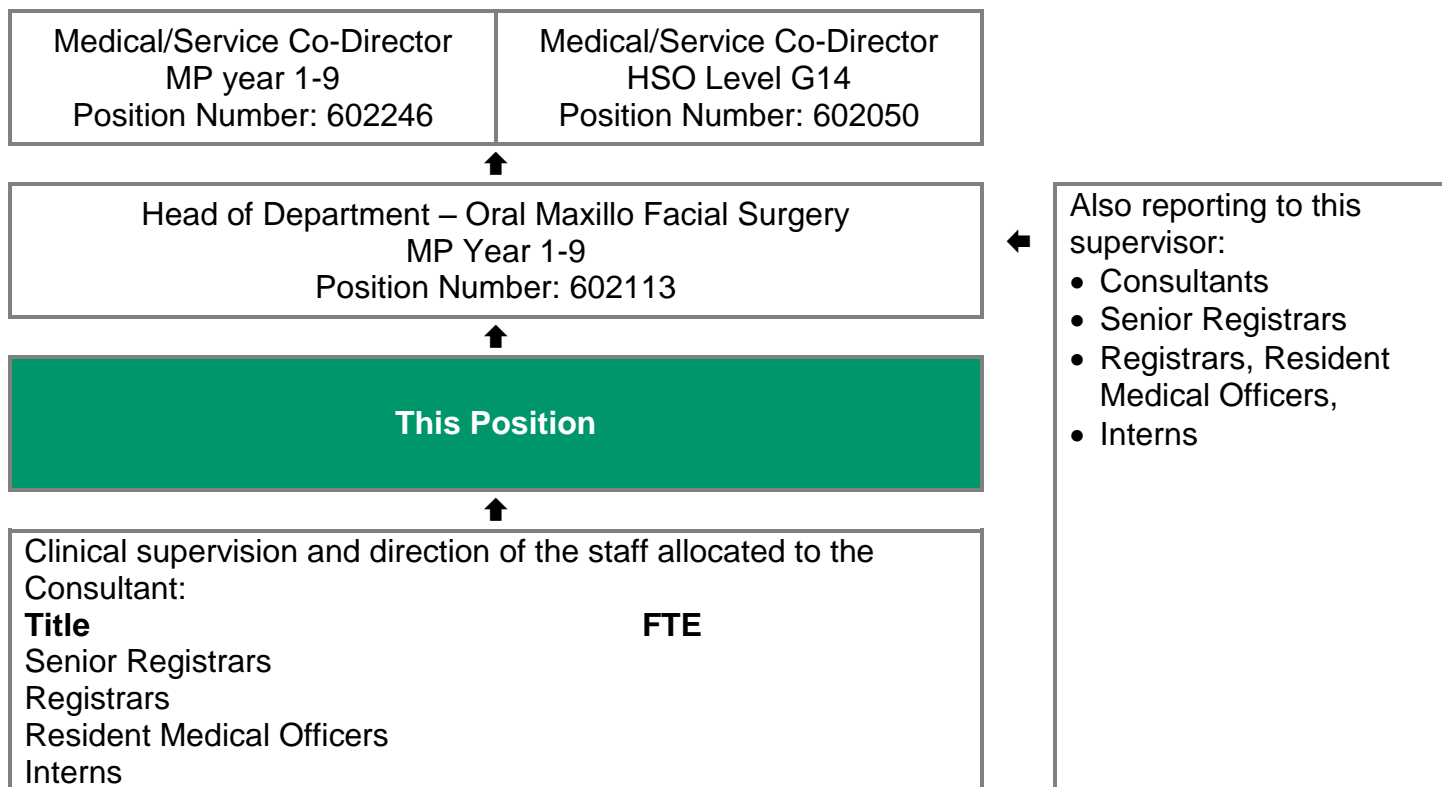 Medical/Service Co-Director
MP year 1-9
Position Number: 602246
Medical/Service Co-Director
HSO Level G14
Position Number: 602050
Head of Department – Oral Maxillo Facial Surgery
MP Year 1-9
Position Number: 602113
Also reporting to this
supervisor:
• Consultants
• Senior Registrars
• Registrars, Resident
Medical Officers,
• Interns
This Position
Clinical supervision and direction of the staff allocated to the
Consultant:
Title FTE
Senior Registrars
Registrars
Resident Medical Officers
Interns